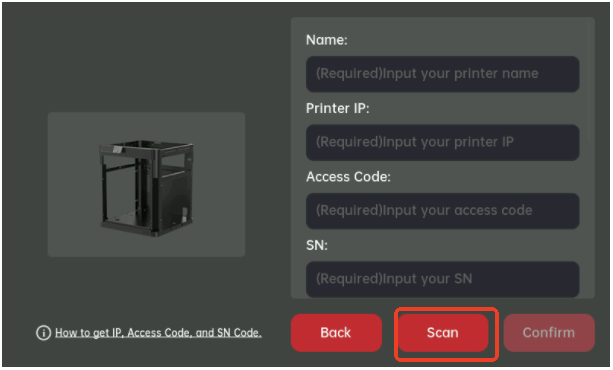 Name:
(Required)Input your printer name
Printer IP:
(Required)Input your printer IP
Access Code:
(Required)Input your access code
SN:
(Required)Input your SN
How to get IP, Access Code, and SN Code.
Back
Scan
Confirm